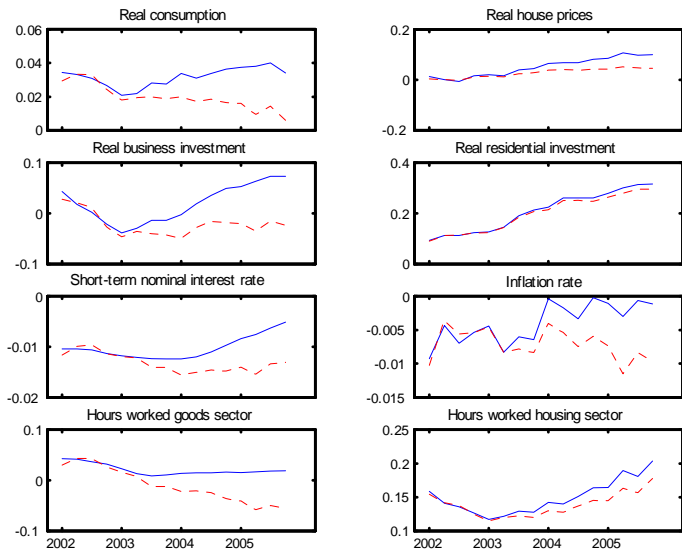 Real consumption
0.06
0.04
0.02
0
2002 2003 2004 2005
Real house prices
0.2
0
-0.2
Real business investment
0.1
0
-0.1
Real residential investment
0.4
0.2
0
Short-term nominal interest rate
0
-0.01
-0.02
Inflation rate
0
-0.005
-0.01
-0.015
Hours worked goods sector
0.1
0
-0.1
2002 2003 2004 2005
Hours worked housing sector
0.25
0.2
0.15
0.1
2002 2003 2004 2005